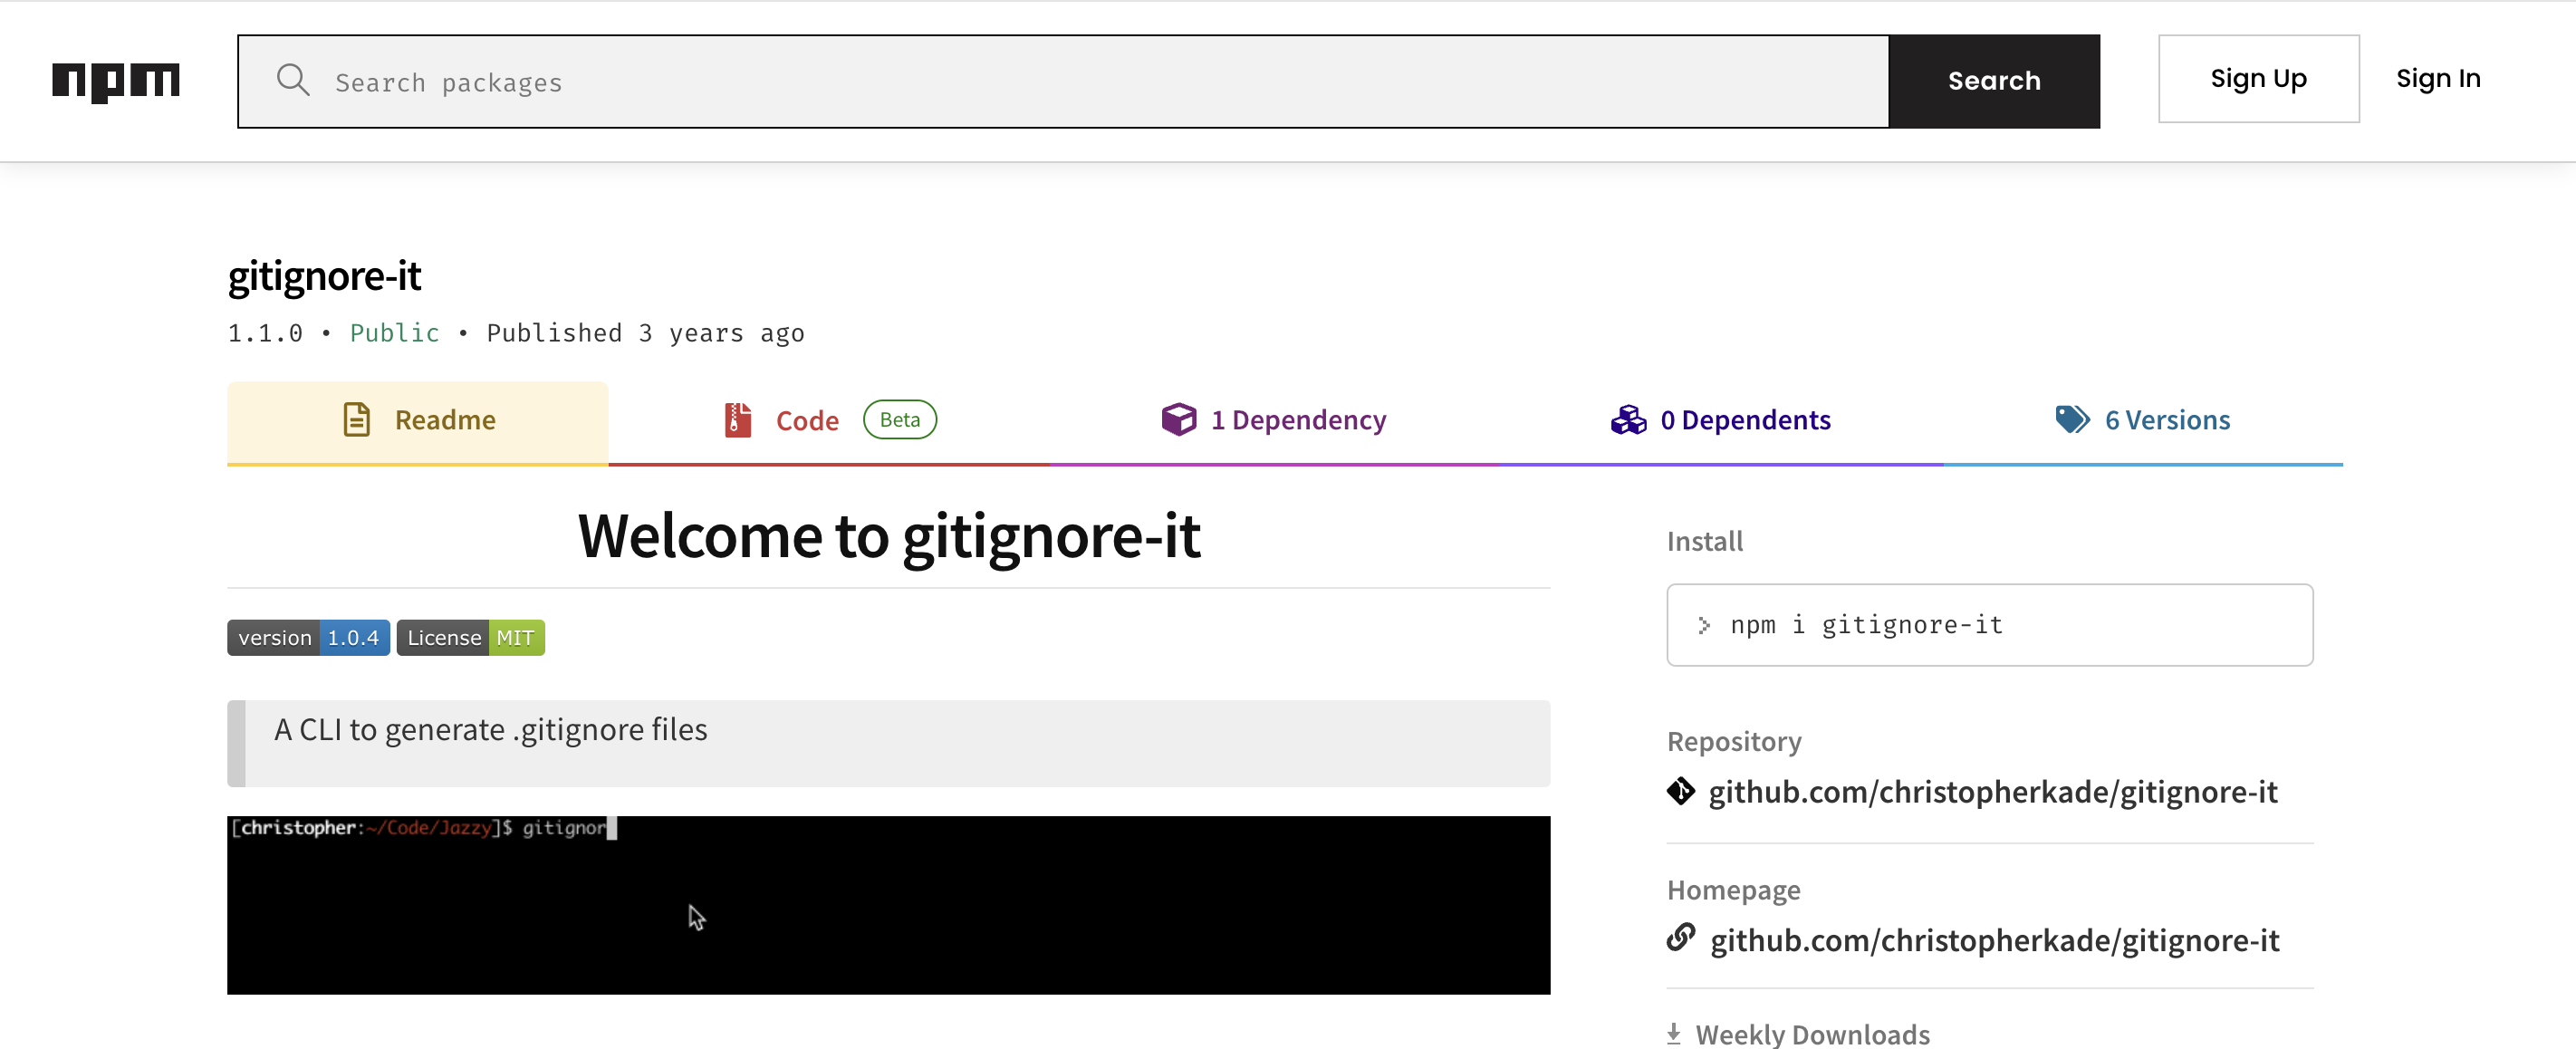 npm
Search packages
Search
Sign Up
Sign In
gitignore-it
1.1.0 • Public • Published 3 years ago
Readme
Code Beta
1 Dependency
0 Dependents
6 Versions
Welcome to gitignore-it
version 1.0.4 License MIT
A CLI to generate .gitignore files
[christopher:~/Code/Jazzy]$ gitignor
Install
> npm i gitignore-it
Repository
github.com/christopherkade/gitignore-it
Homepage
github.com/christopherkade/gitignore-it
Weekly Downloads